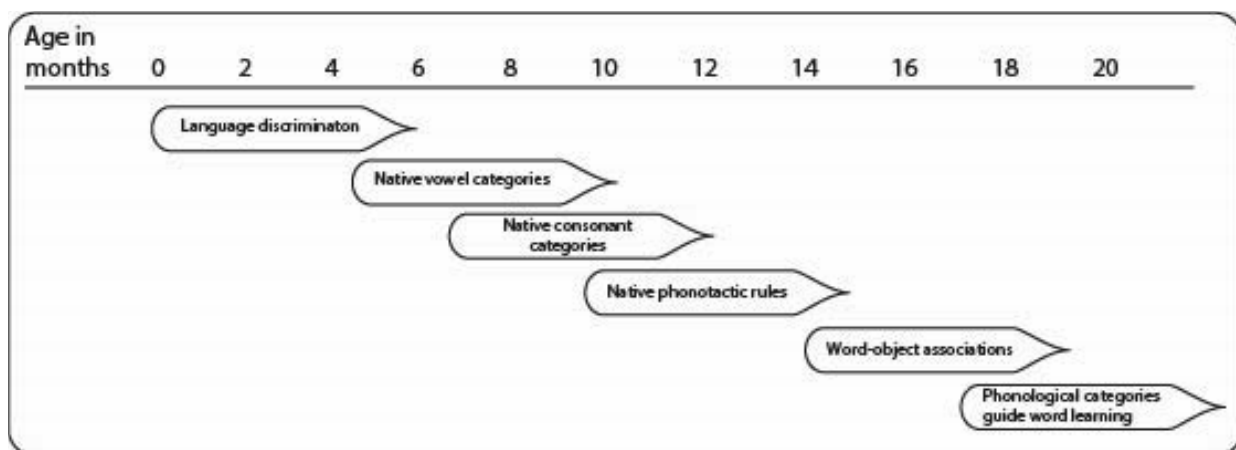 Age in
months 0 2 4 6 8 10 12 14 16 18 20
Language discriminaton
Native vowel categories
Native consonant
categories
Native phonotactic rules
Word-object associations
Phonological categories
guide word learning